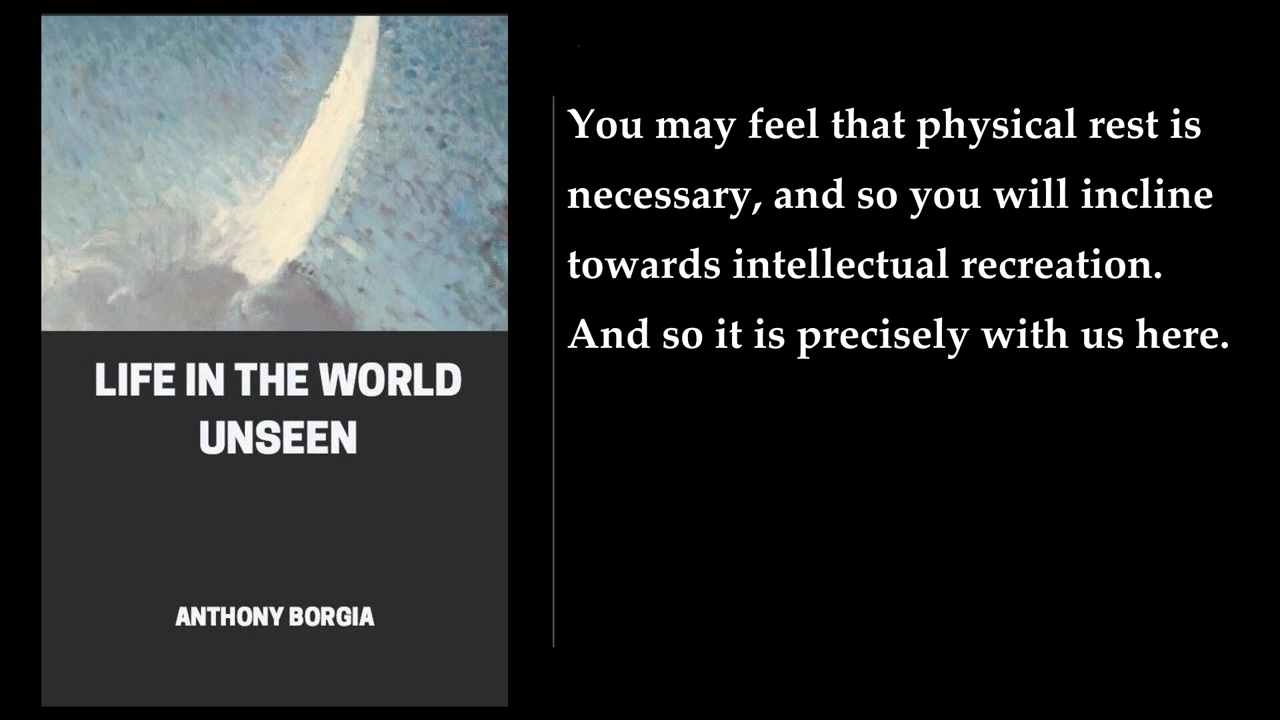 LIFE IN THE WORLD
UNSEEN
ANTHONY BORGIA
You may feel that physical rest is
necessary, and so you will incline
towards intellectual recreation.
And so it is precisely with us here.